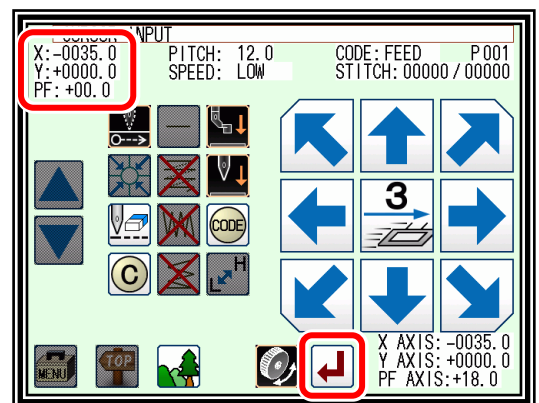 INPUT
X:-0035.0 PITCH: 12.0 CODE:FEED P001
Y:+0000.0 SPEED: LOW STITCH:00000/00000
PF: +00.0
3
CODE
C
H
L
MENU
TOP
X AXIS:-0035.0
Y AXIS:+0000.0
PF AXIS:+18.0